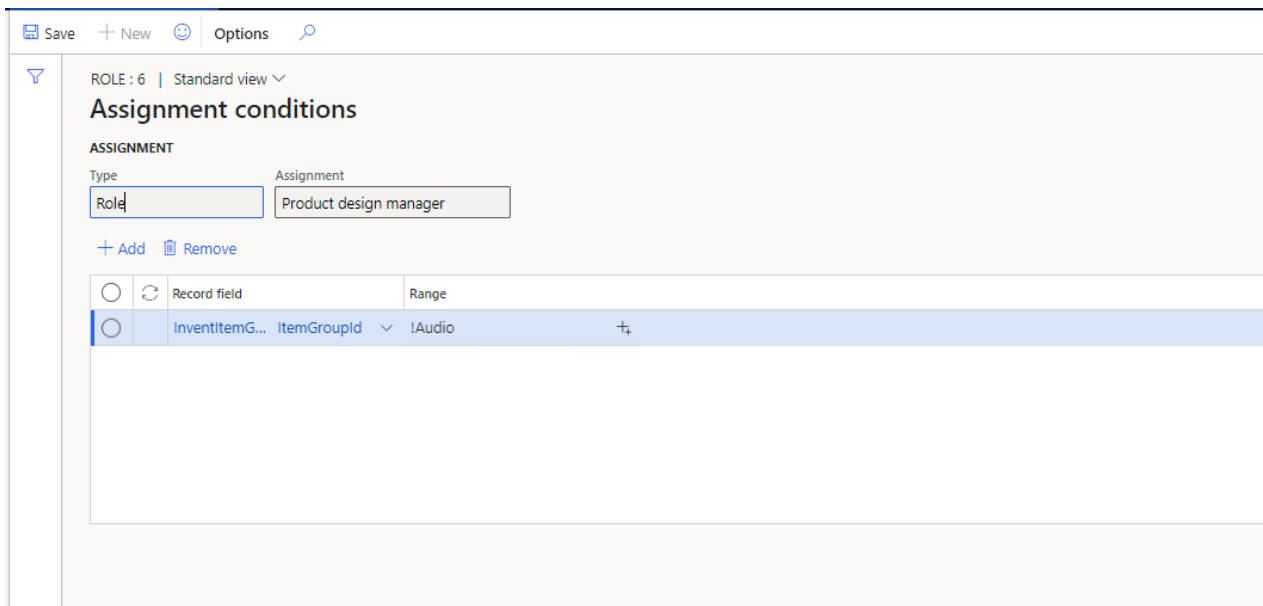 Save New Options
ROLE : 6 | Standard view
Assignment conditions
ASSIGNMENT
Type Assignment
Role Product design manager
Add Remove
Record field Range
InventItemG... ItemGroupId !Audio